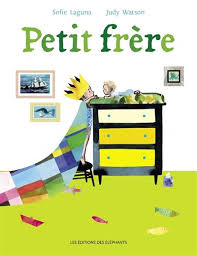 Sofie Laguna Judy Watson
Petit frère
LES ÉDITIONS DES ÉLÉPHANTS